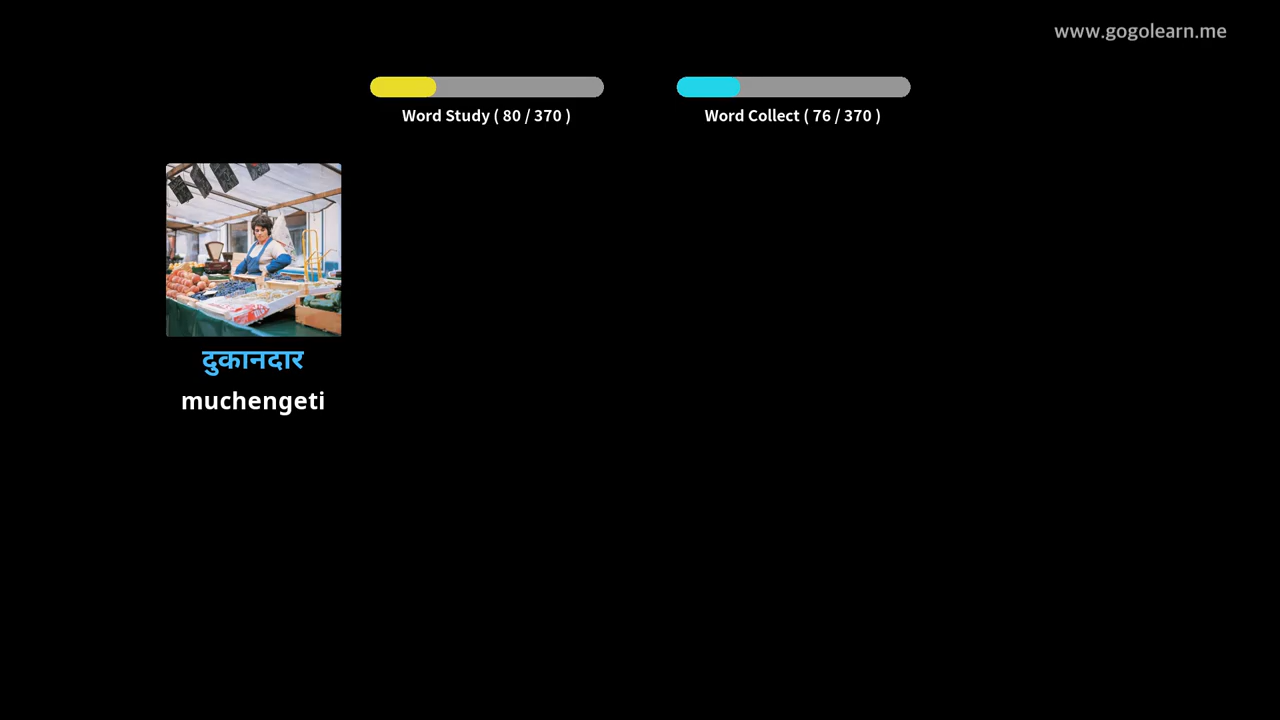 www.gogolearn.me
Word Study ( 80 / 370 )
Word Collect ( 76 / 370 )
दुकानदार
muchengeti